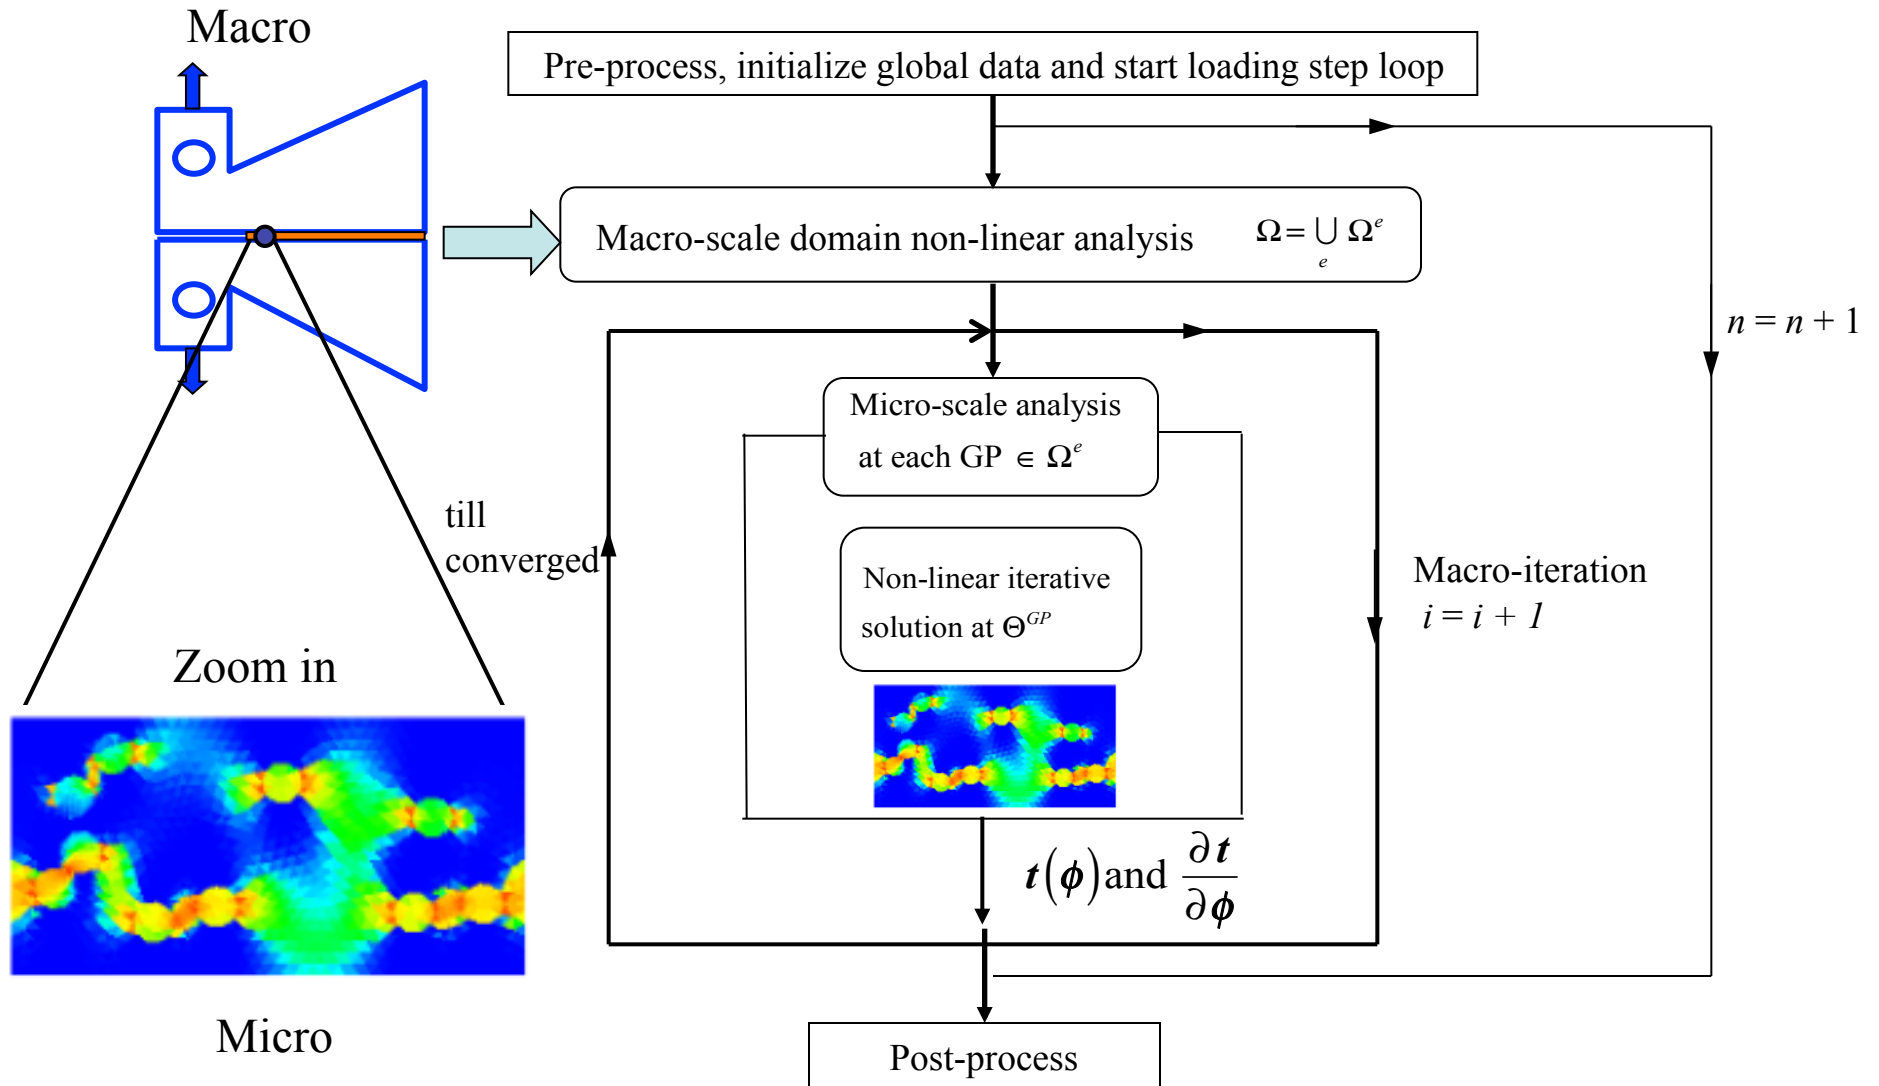 Macro
Pre-process, initialize global data and start loading step loop
Macro-scale domain non-linear analysis Ω = ∪ Ω^e
e
n = n + 1
Micro-scale analysis
at each GP ∈ Ω^e
till
converged
Non-linear iterative
solution at Θ^GP
Macro-iteration
i = i + 1
Zoom in
t(ϕ) and ∂t/∂ϕ
Micro
Post-process